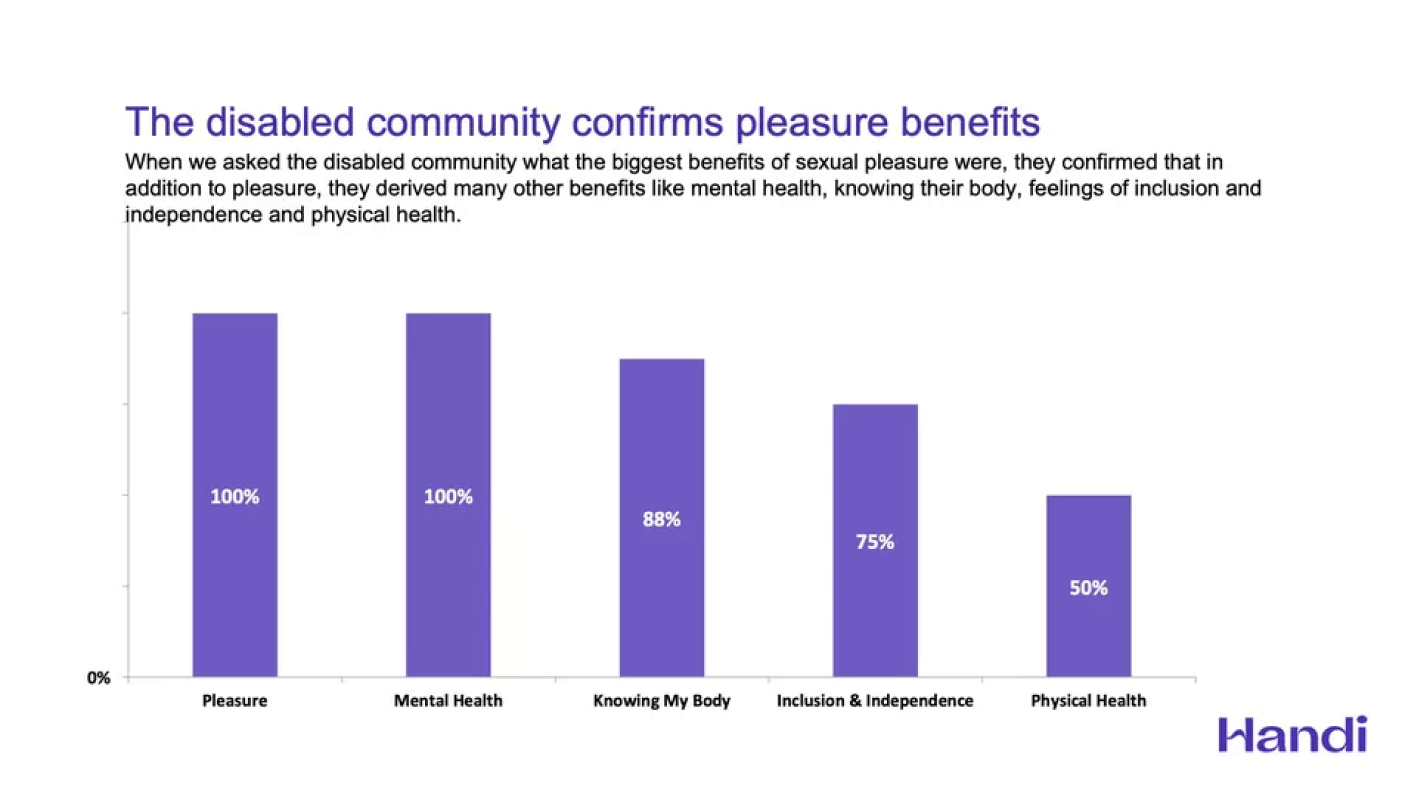 The disabled community confirms pleasure benefits
When we asked the disabled community what the biggest benefits of sexual pleasure were, they confirmed that in
addition to pleasure, they derived many other benefits like mental health, knowing their body, feelings of inclusion and
independence and physical health.
100%
100%
88%
75%
50%
0%
Pleasure
Mental Health
Knowing My Body
Inclusion & Independence
Physical Health
Handi